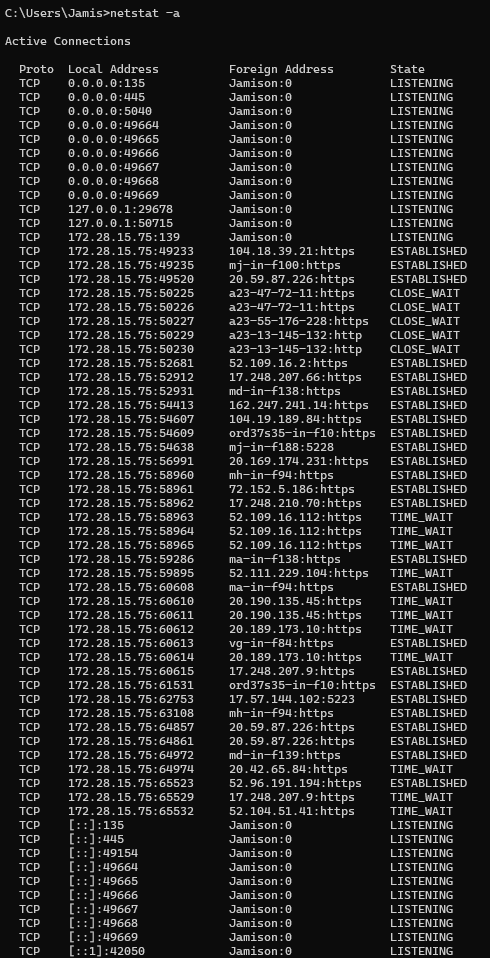 C:\Users\Jamis>netstat -a
Active Connections
Proto  Local Address          Foreign Address        State
TCP    0.0.0.0:135            Jamison:0              LISTENING
TCP    0.0.0.0:445            Jamison:0              LISTENING
TCP    0.0.0.0:5040           Jamison:0              LISTENING
TCP    0.0.0.0:49664          Jamison:0              LISTENING
TCP    0.0.0.0:49665          Jamison:0              LISTENING
TCP    0.0.0.0:49666          Jamison:0              LISTENING
TCP    0.0.0.0:49667          Jamison:0              LISTENING
TCP    0.0.0.0:49668          Jamison:0              LISTENING
TCP    0.0.0.0:49669          Jamison:0              LISTENING
TCP    127.0.0.1:29678        Jamison:0              LISTENING
TCP    127.0.0.1:50715        Jamison:0              LISTENING
TCP    172.28.15.75:139       Jamison:0              LISTENING
TCP    172.28.15.75:49233     104.18.39.21:https     ESTABLISHED
TCP    172.28.15.75:49235     mj-in-f100:https       ESTABLISHED
TCP    172.28.15.75:49520     20.59.87.226:https     ESTABLISHED
TCP    172.28.15.75:50225     a23-47-72-11:https     CLOSE_WAIT
TCP    172.28.15.75:50226     a23-47-72-11:https     CLOSE_WAIT
TCP    172.28.15.75:50227     a23-55-176-228:https   CLOSE_WAIT
TCP    172.28.15.75:50229     a23-13-145-132:http    CLOSE_WAIT
TCP    172.28.15.75:50230     a23-13-145-132:http    CLOSE_WAIT
TCP    172.28.15.75:52681     52.109.16.2:https      ESTABLISHED
TCP    172.28.15.75:52912     17.248.207.66:https    ESTABLISHED
TCP    172.28.15.75:52931     md-in-f138:https       ESTABLISHED
TCP    172.28.15.75:54413     162.247.241.14:https   ESTABLISHED
TCP    172.28.15.75:54607     104.19.189.84:https    ESTABLISHED
TCP    172.28.15.75:54609     ord37s35-in-f10:https  ESTABLISHED
TCP    172.28.15.75:54638     mj-in-f188:5228        ESTABLISHED
TCP    172.28.15.75:56991     20.169.174.231:https   ESTABLISHED
TCP    172.28.15.75:58960     mh-in-f94:https        ESTABLISHED
TCP    172.28.15.75:58961     72.152.5.186:https     ESTABLISHED
TCP    172.28.15.75:58962     17.248.210.70:https    ESTABLISHED
TCP    172.28.15.75:58963     52.109.16.112:https    TIME_WAIT
TCP    172.28.15.75:58964     52.109.16.112:https    TIME_WAIT
TCP    172.28.15.75:58965     52.109.16.112:https    TIME_WAIT
TCP    172.28.15.75:59286     ma-in-f138:https       ESTABLISHED
TCP    172.28.15.75:59895     52.111.229.104:https   TIME_WAIT
TCP    172.28.15.75:60608     ma-in-f94:https        ESTABLISHED
TCP    172.28.15.75:60610     20.190.135.45:https    TIME_WAIT
TCP    172.28.15.75:60611     20.190.135.45:https    TIME_WAIT
TCP    172.28.15.75:60612     20.189.173.10:https    TIME_WAIT
TCP    172.28.15.75:60613     vg-in-f84:https        ESTABLISHED
TCP    172.28.15.75:60614     20.189.173.10:https    TIME_WAIT
TCP    172.28.15.75:60615     17.248.207.9:https     ESTABLISHED
TCP    172.28.15.75:61531     ord37s35-in-f10:https  ESTABLISHED
TCP    172.28.15.75:62753     17.57.144.102:5223     ESTABLISHED
TCP    172.28.15.75:63108     mh-in-f94:https        ESTABLISHED
TCP    172.28.15.75:64857     20.59.87.226:https     ESTABLISHED
TCP    172.28.15.75:64861     20.59.87.226:https     ESTABLISHED
TCP    172.28.15.75:64972     md-in-f139:https       ESTABLISHED
TCP    172.28.15.75:64974     20.42.65.84:https      TIME_WAIT
TCP    172.28.15.75:65523     52.96.191.194:https    ESTABLISHED
TCP    172.28.15.75:65529     17.248.207.9:https     TIME_WAIT
TCP    172.28.15.75:65532     52.104.51.41:https     TIME_WAIT
TCP    [::]:135               Jamison:0              LISTENING
TCP    [::]:445               Jamison:0              LISTENING
TCP    [::]:49154             Jamison:0              LISTENING
TCP    [::]:49664             Jamison:0              LISTENING
TCP    [::]:49665             Jamison:0              LISTENING
TCP    [::]:49666             Jamison:0              LISTENING
TCP    [::]:49667             Jamison:0              LISTENING
TCP    [::]:49668             Jamison:0              LISTENING
TCP    [::]:49669             Jamison:0              LISTENING
TCP    [::1]:42050            Jamison:0              LISTENING